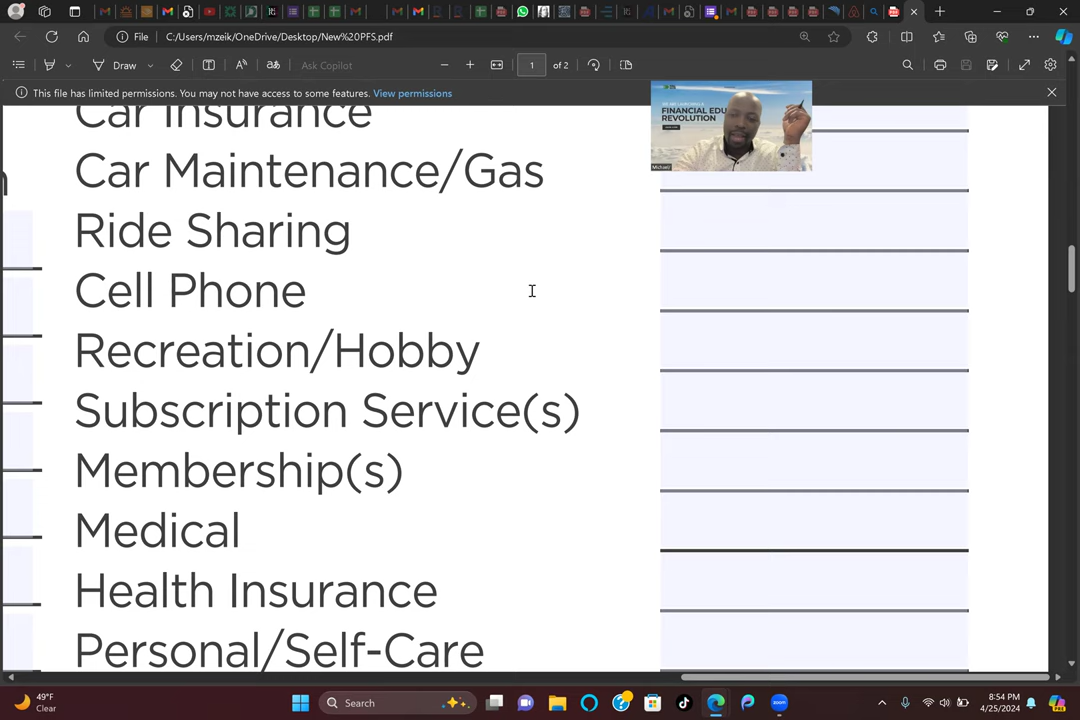 File
C:/Users/mzeik/OneDrive/Desktop/New%20PFS.pdf
Draw
Ask Copilot
1 of 2
This file has limited permissions. You may not have access to some features. View permissions
Car Insurance
Car Maintenance/Gas
Ride Sharing
Cell Phone
Recreation/Hobby
Subscription Service(s)
Membership(s)
Medical
Health Insurance
Personal/Self-Care
FINANCIAL EDU
REVOLUTION
Michael
49°F
Clear
Search
zoom
8:54 PM
4/25/2024